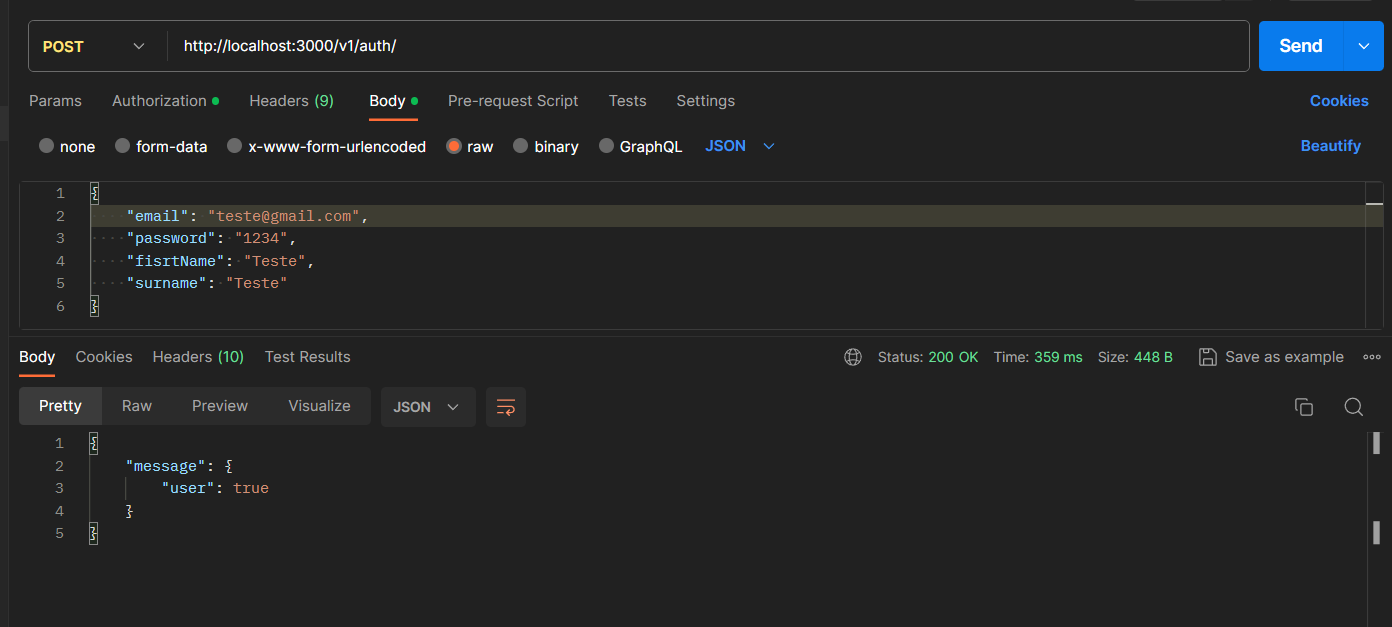 POST http://localhost:3000/v1/auth/ Send
Params Authorization Headers (9) Body Pre-request Script Tests Settings Cookies
none form-data x-www-form-urlencoded raw binary GraphQL JSON Beautify
1 {
2 "email": "teste@gmail.com",
3 "password": "1234",
4 "fisrtName": "Teste",
5 "surname": "Teste"
6 }
Body Cookies Headers (10) Test Results Status: 200 OK Time: 359 ms Size: 448 B Save as example
Pretty Raw Preview Visualize JSON
1 {
2 "message": {
3 "user": true
4 }
5 }